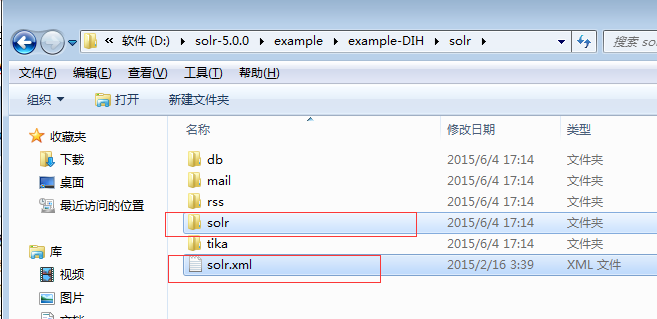 软件 (D:) solr-5.0.0 example example-DIH solr 搜索 so
文件(F) 编辑(E) 查看(V) 工具(T) 帮助(H)
组织 打开 新建文件夹
收藏夹
下载
桌面
最近访问的位置
库
视频
图片
名称 修改日期 类型
db 2015/6/4 17:14 文件夹
mail 2015/6/4 17:14 文件夹
rss 2015/6/4 17:14 文件夹
solr 2015/6/4 17:14 文件夹
tika 2015/6/4 17:14 文件夹
solr.xml 2015/2/16 3:39 XML 文件